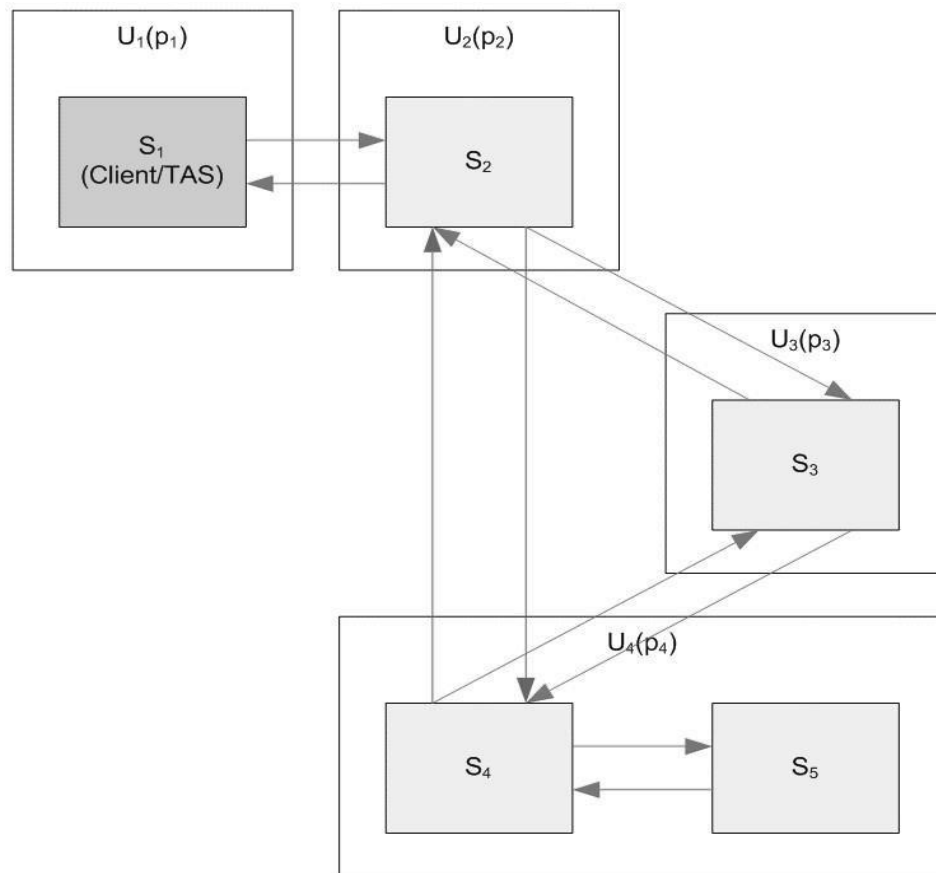 U₁(p₁)
U₂(p₂)
S₁
(Client/TAS)
S₂
U₃(p₃)
S₃
U₄(p₄)
S₄
S₅